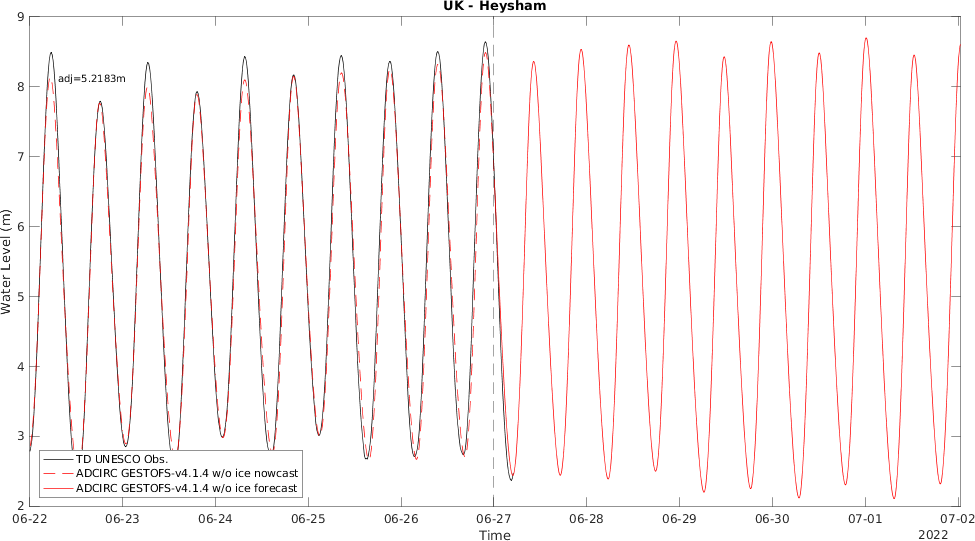 UK - Heysham
9
8
7
6
5
4
3
2
Water Level (m)
adj=5.2183m
TD UNESCO Obs.
ADCIRC GESTOFS-v4.1.4 w/o ice nowcast
ADCIRC GESTOFS-v4.1.4 w/o ice forecast
06-22 06-23 06-24 06-25 06-26 06-27 06-28 06-29 06-30 07-01 07-02
Time
2022